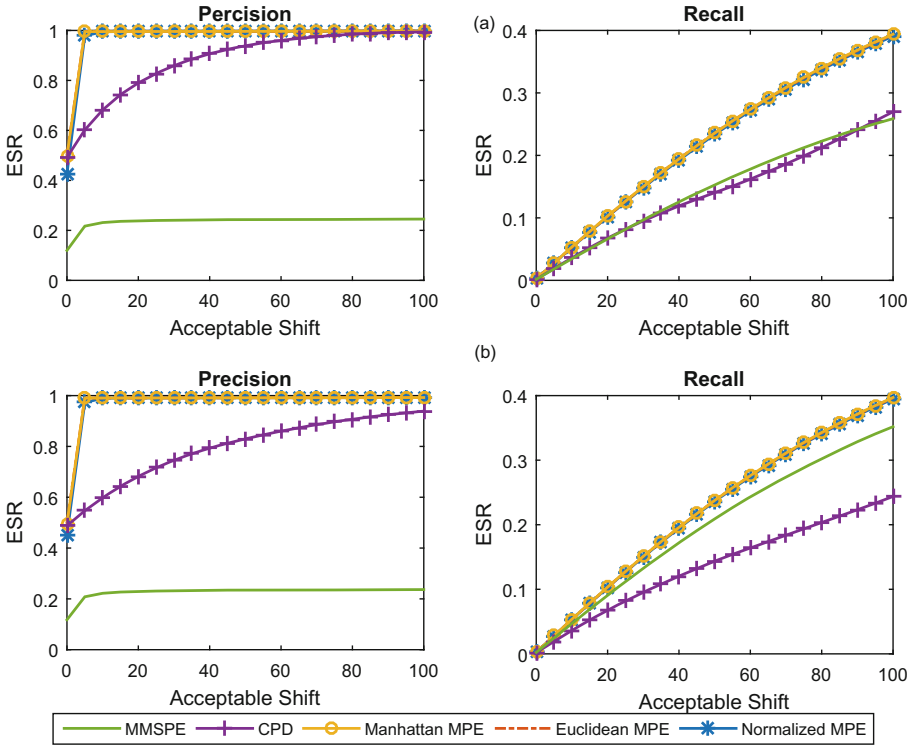 Percision
(a)
Recall
1
0.8
0.6
0.4
0.2
0
ESR
0 20 40 60 80 100
Acceptable Shift
0.4
0.3
0.2
0.1
0
ESR
0 20 40 60 80 100
Acceptable Shift
(b)
Precision
Recall
1
0.8
0.6
0.4
0.2
0
ESR
0 20 40 60 80 100
Acceptable Shift
0.4
0.3
0.2
0.1
0
ESR
0 20 40 60 80 100
Acceptable Shift
MMSPE CPD Manhattan MPE Euclidean MPE Normalized MPE